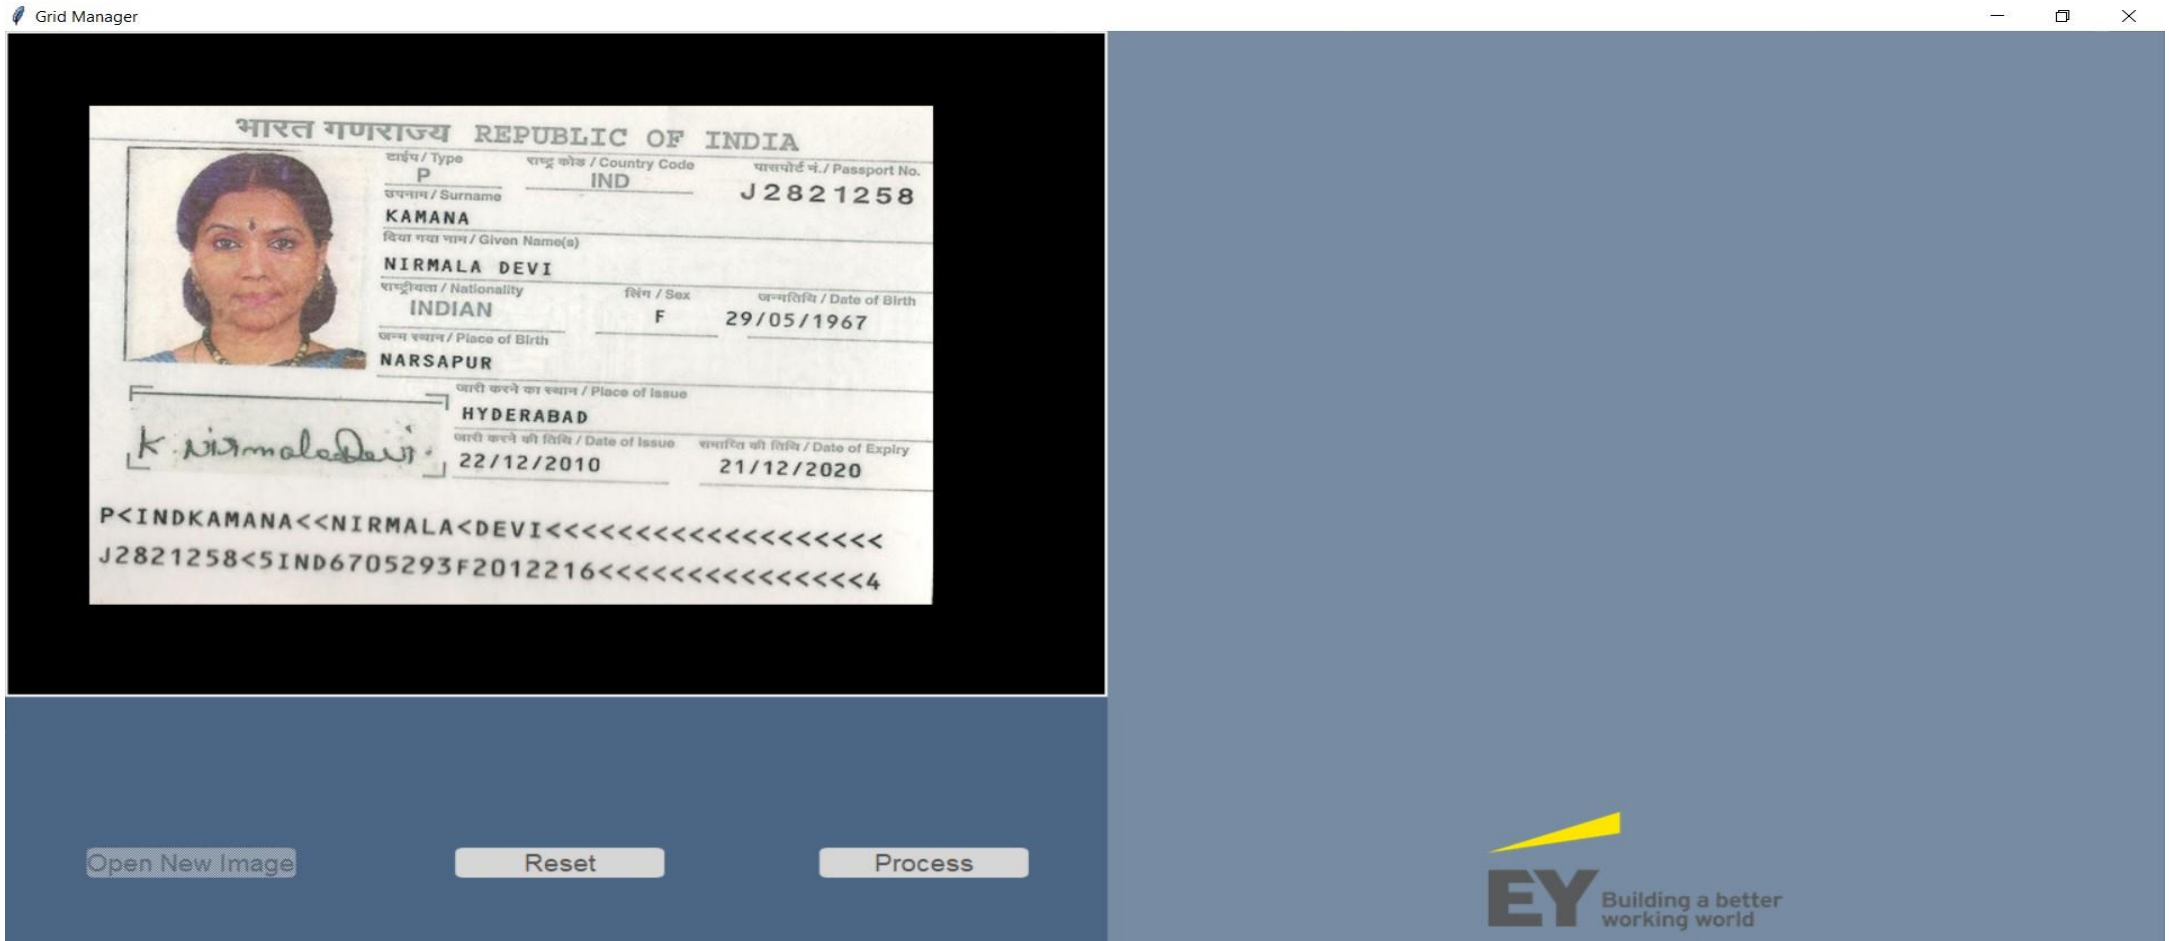 Grid Manager
भारत गणराज्य REPUBLIC OF INDIA
टाईप / Type राष्ट्र कोड / Country Code पासपोर्ट नं. / Passport No.
P IND J2821258
उपनाम / Surname
KAMANA
दिया गया नाम / Given Name(s)
NIRMALA DEVI
राष्ट्रीयता / Nationality लिंग / Sex जन्मतिथि / Date of Birth
INDIAN F 29/05/1967
जन्म स्थान / Place of Birth
NARSAPUR
जारी करने का स्थान / Place of Issue
HYDERABAD
जारी करने की तिथि / Date of Issue समाप्ति की तिथि / Date of Expiry
22/12/2010 21/12/2020
K. Nirmala Devi.
P<INDKAMANA<<NIRMALA<DEVI<<<<<<<<<<<<<<<<<<<
J2821258<5IND6705293F2012216<<<<<<<<<<<<<<<4
Open New Image Reset Process
EY Building a better
working world